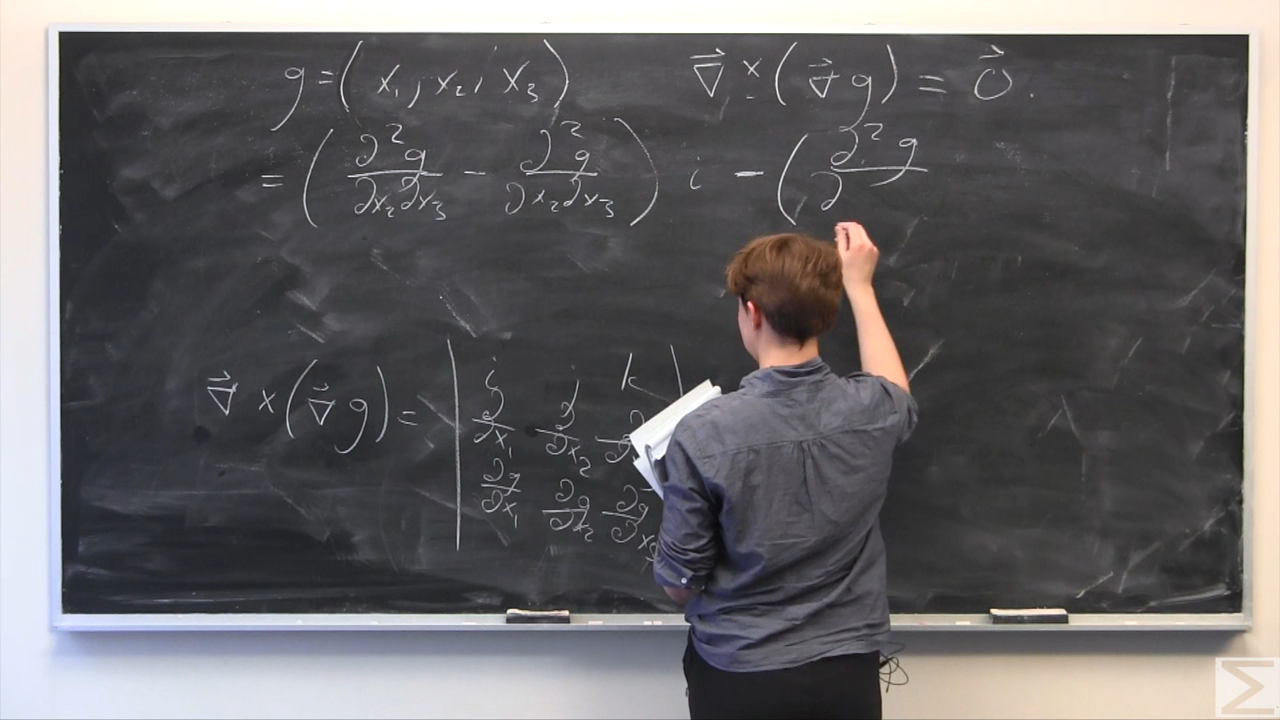 g = (x₁, x₂, x₃) ∇⃗ × (∇⃗ g) = 0⃗.
= (∂²g/∂x₂∂x₃ - ∂²g/∂x₂∂x₃) i - (∂²g/∂
∇⃗ × (∇⃗ g) = | i j k |
∂/∂x₁ ∂/∂x₂ ∂/∂
∂g/∂x₁ ∂g/∂x₂ ∂g/∂x₃
Σ